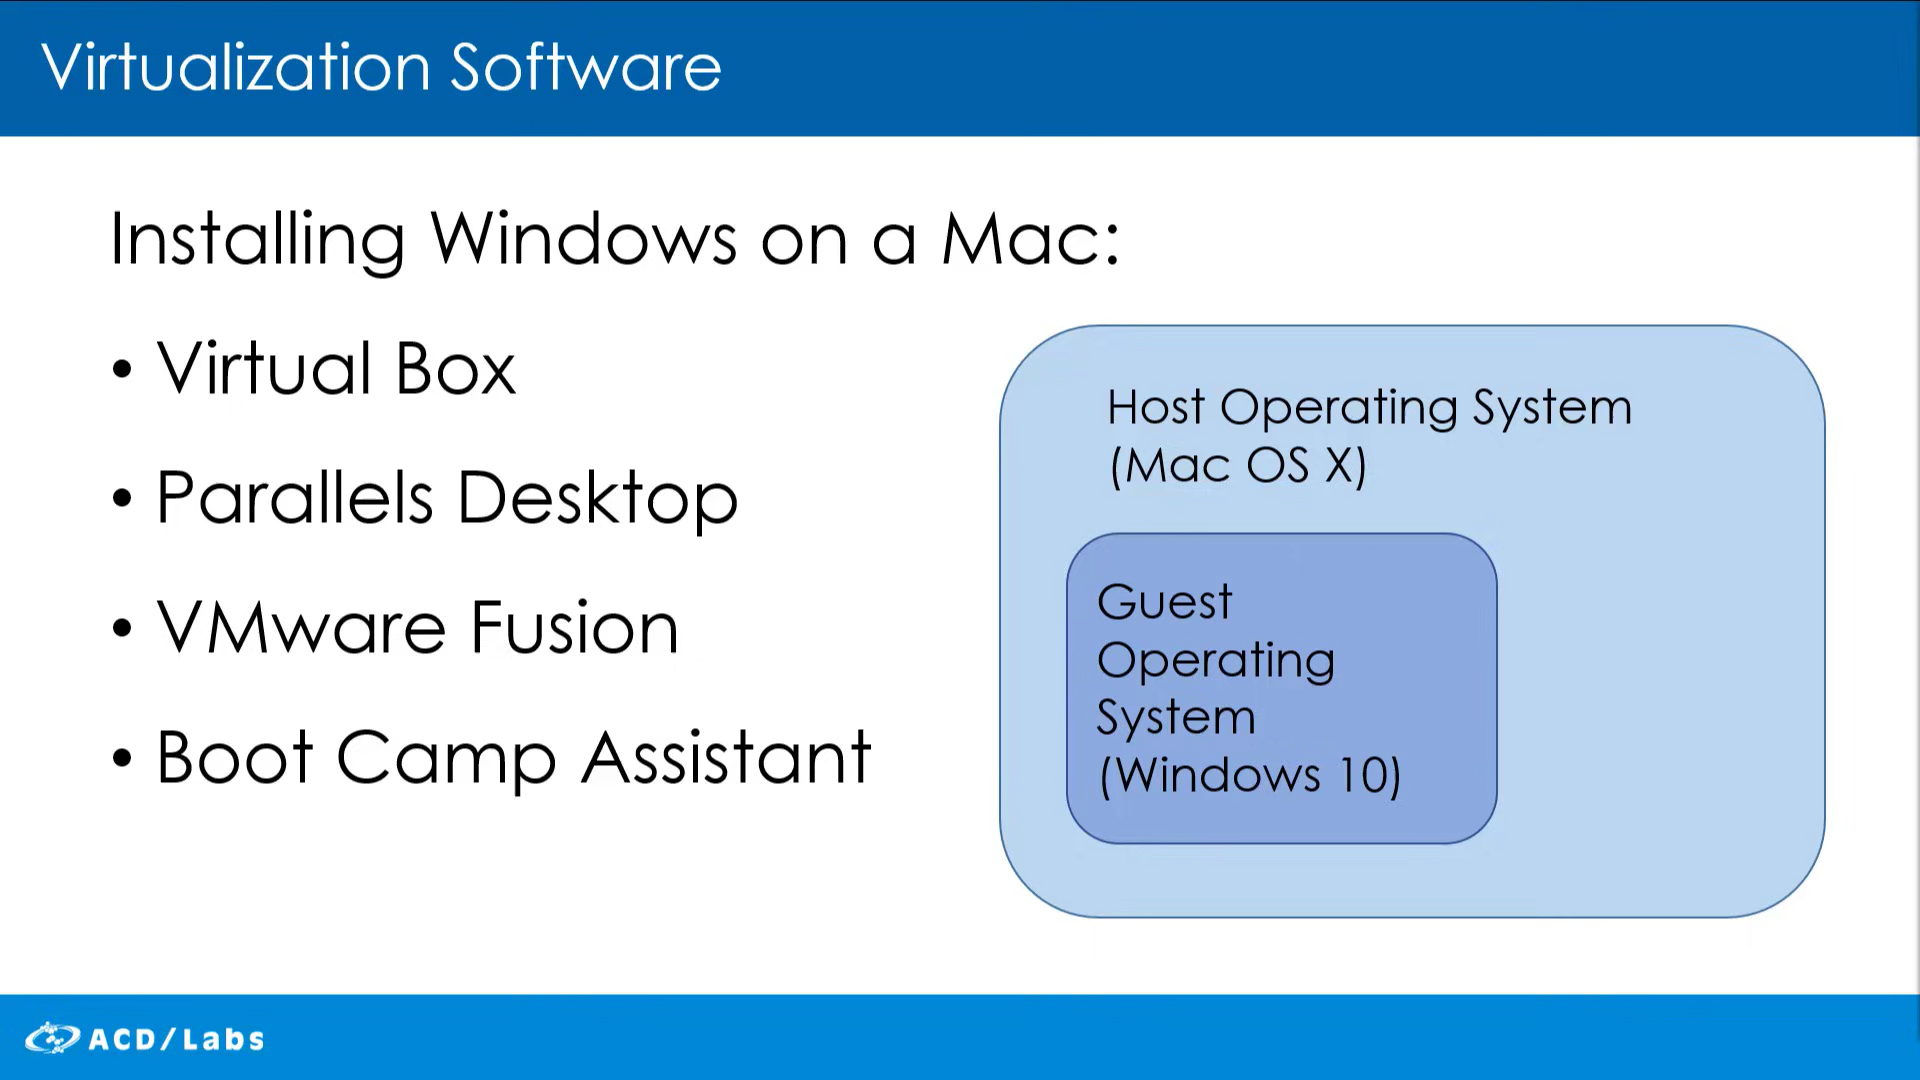 Virtualization Software
Installing Windows on a Mac:
• Virtual Box
• Parallels Desktop
• VMware Fusion
• Boot Camp Assistant
Host Operating System
(Mac OS X)
Guest
Operating
System
(Windows 10)
ACD/Labs